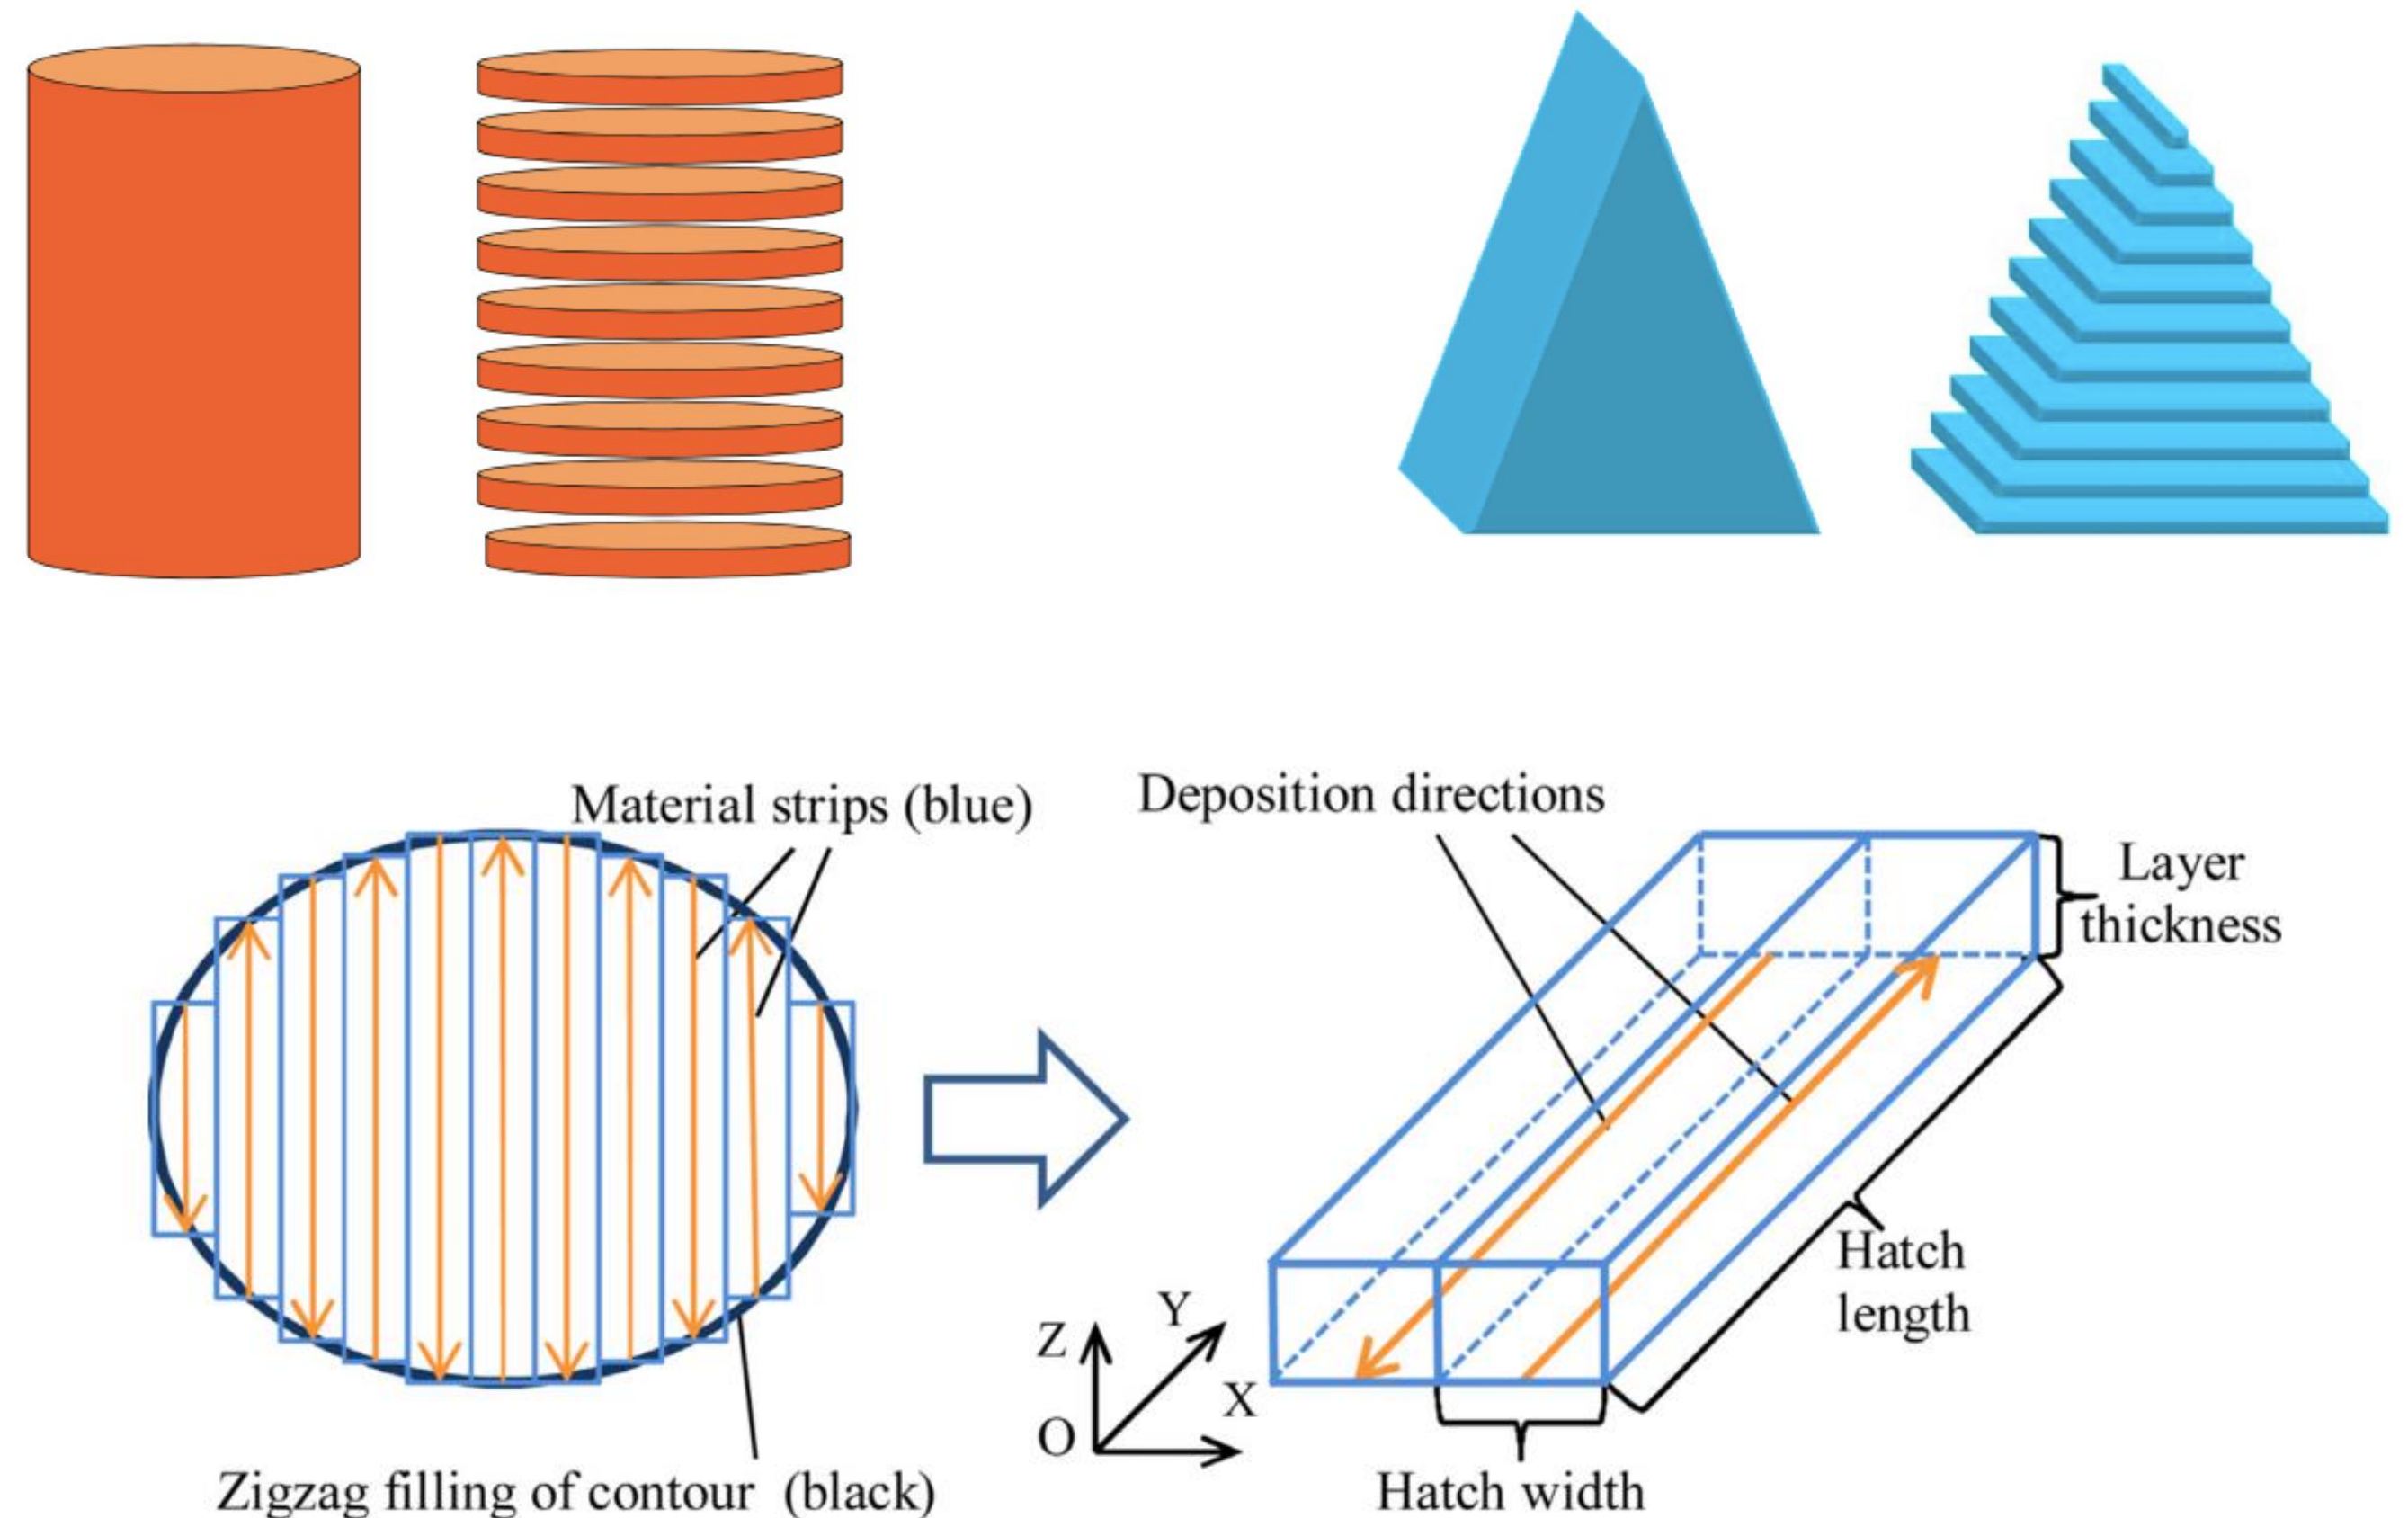 Material strips (blue)
Deposition directions
Layer
thickness
Hatch
length
Z
Y
X
O
Zigzag filling of contour (black)
Hatch width